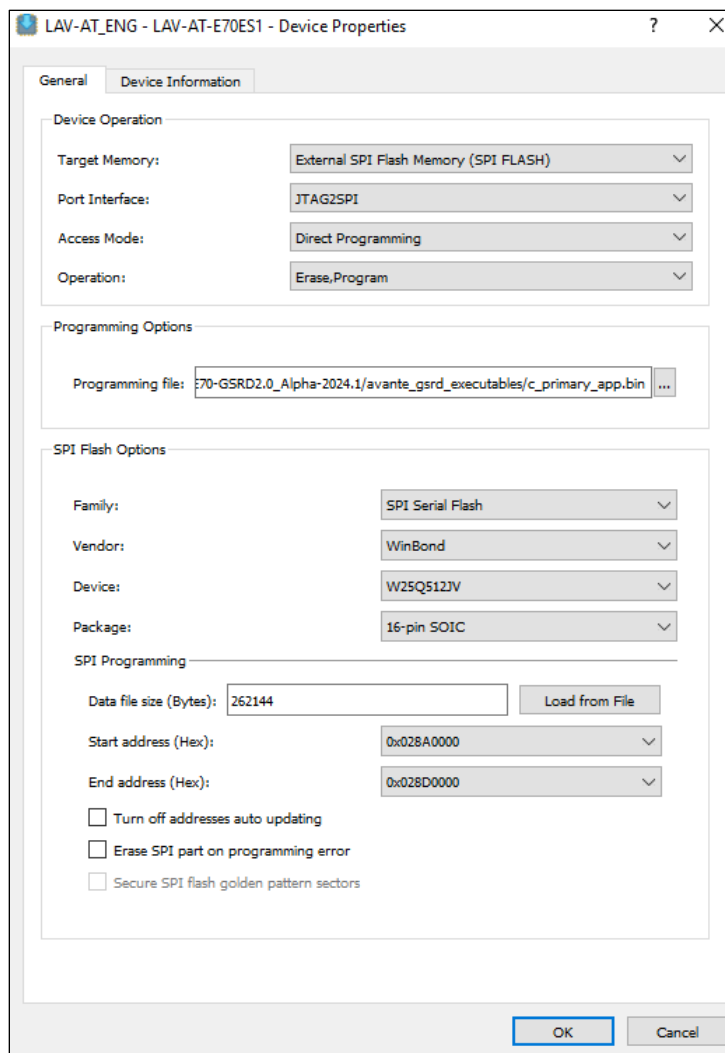 LAV-AT_ENG - LAV-AT-E70ES1 - Device Properties ? X
General Device Information
Device Operation
Target Memory: External SPI Flash Memory (SPI FLASH)
Port Interface: JTAG2SPI
Access Mode: Direct Programming
Operation: Erase,Program
Programming Options
Programming file: E70-GSRD2.0_Alpha-2024.1/avante_gsrd_executables/c_primary_app.bin ...
SPI Flash Options
Family: SPI Serial Flash
Vendor: WinBond
Device: W25Q512JV
Package: 16-pin SOIC
SPI Programming
Data file size (Bytes): 262144 Load from File
Start address (Hex): 0x028A0000
End address (Hex): 0x028D0000
Turn off addresses auto updating
Erase SPI part on programming error
Secure SPI flash golden pattern sectors
OK Cancel